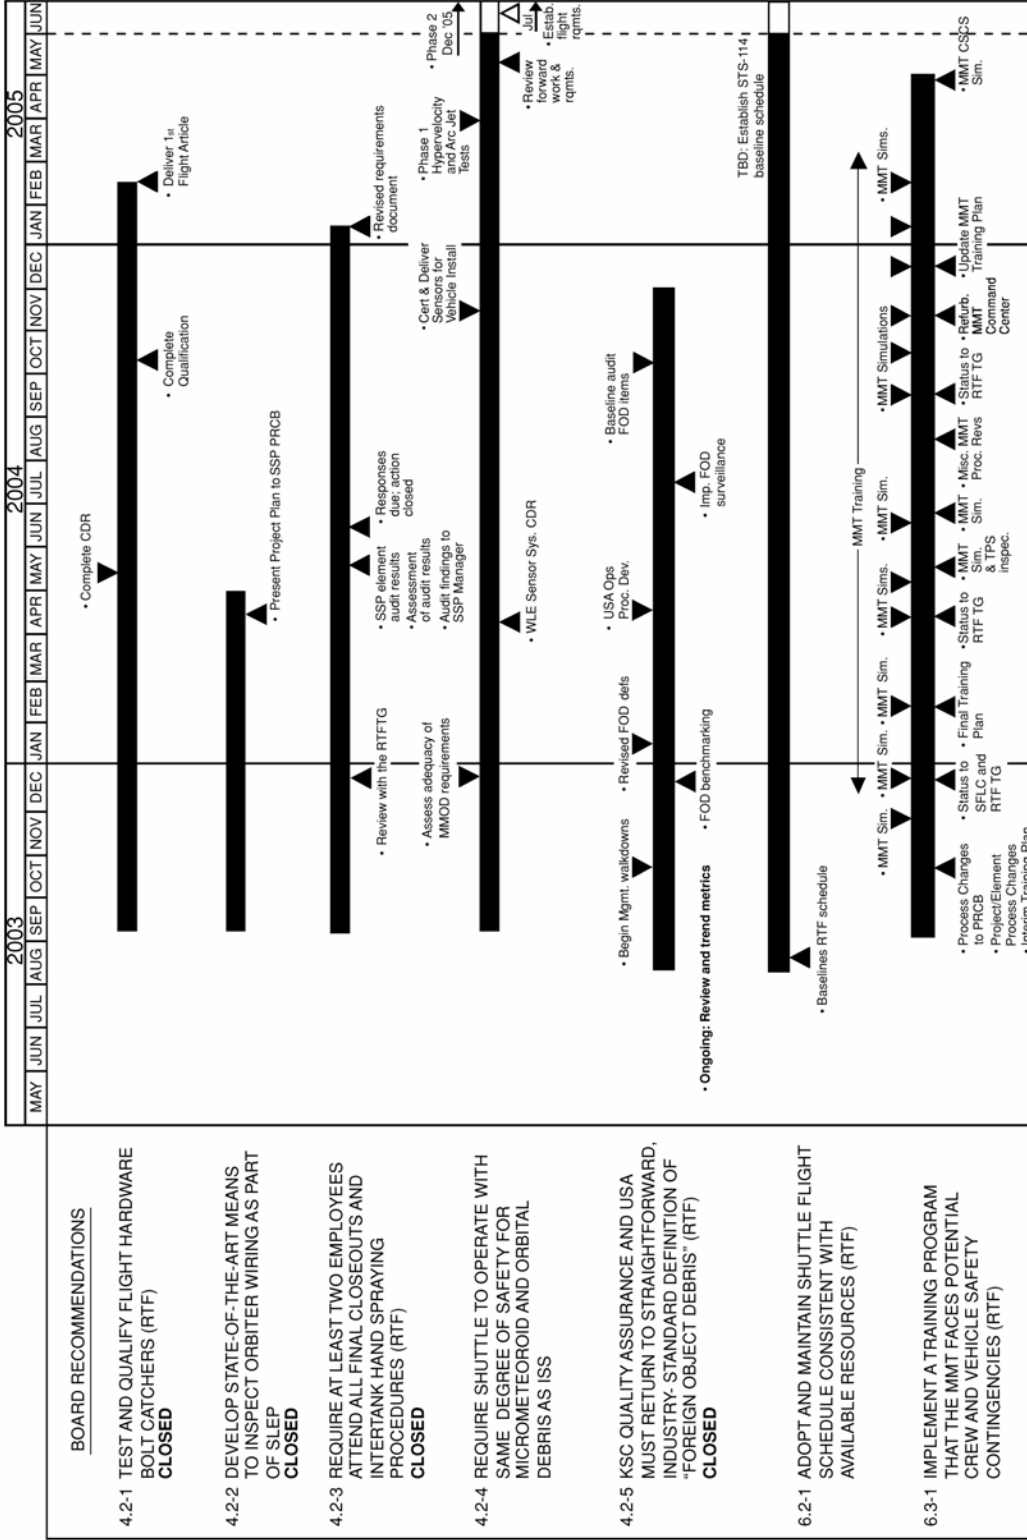 2003
2004
2005
MAY JUN JUL AUG SEP OCT NOV DEC JAN FEB MAR APR MAY JUN JUL AUG SEP OCT NOV DEC JAN FEB MAR APR MAY JUN
BOARD RECOMMENDATIONS
4.2-1 TEST AND QUALIFY FLIGHT HARDWARE
BOLT CATCHERS (RTF)
CLOSED
• Complete CDR
• Complete
Qualification
• Deliver 1st
Flight Article
4.2-2 DEVELOP STATE-OF-THE-ART MEANS
TO INSPECT ORBITER WIRING AS PART
OF SLEP
CLOSED
• Present Project Plan to SSP PRCB
4.2-3 REQUIRE AT LEAST TWO EMPLOYEES
ATTEND ALL FINAL CLOSEOUTS AND
INTERTANK HAND SPRAYING
PROCEDURES (RTF)
CLOSED
• Review with the RTFTG
• SSP element
audit results
• Assessment
of audit results
• Audit findings to
SSP Manager
• Responses
due; action
closed
• Revised requirements
document
4.2-4 REQUIRE SHUTTLE TO OPERATE WITH
SAME DEGREE OF SAFETY FOR
MICROMETEOROID AND ORBITAL
DEBRIS AS ISS
• Assess adequacy of
MMOD requirements
• WLE Sensor Sys. CDR
• Cert & Deliver
Sensors for
Vehicle Install
• Phase 1
Hypervelocity
and Arc Jet
Tests
• Phase 2
Dec '05
• Review
forward
work &
rqmts.
Jul
• Estab.
flight
rqmts.
4.2-5 KSC QUALITY ASSURANCE AND USA
MUST RETURN TO STRAIGHTFORWARD,
INDUSTRY- STANDARD DEFINITION OF
“FOREIGN OBJECT DEBRIS” (RTF)
CLOSED
• Begin Mgmt. walkdowns
• Revised FOD defs
• USA Ops
Proc. Dev.
• Baseline audit
FOD items
• FOD benchmarking
• Imp. FOD
surveillance
• Ongoing: Review and trend metrics
6.2-1 ADOPT AND MAINTAIN SHUTTLE FLIGHT
SCHEDULE CONSISTENT WITH
AVAILABLE RESOURCES (RTF)
• Baselines RTF schedule
TBD: Establish STS-114
baseline schedule
6.3-1 IMPLEMENT A TRAINING PROGRAM
THAT THE MMT FACES POTENTIAL
CREW AND VEHICLE SAFETY
CONTINGENCIES (RTF)
MMT Training
• MMT Sim.
• MMT Sim.
• MMT Sim.
• MMT Sims.
• MMT Sim.
• MMT Simulations
• MMT Sims.
• Process Changes
to PRCB
• Project/Element
Process Changes
• Interim Training Plan
• Status to
SFLC and
RTF TG
• Final Training
Plan
•Status to
RTF TG
• MMT
Sim.
& TPS
inspec.
• MMT
Sim.
• Misc. MMT
Proc. Revs
• Status to
RTF TG
• Refurb.
MMT
Command
Center
• Update MMT
Training Plan
• MMT CSCS
Sim.